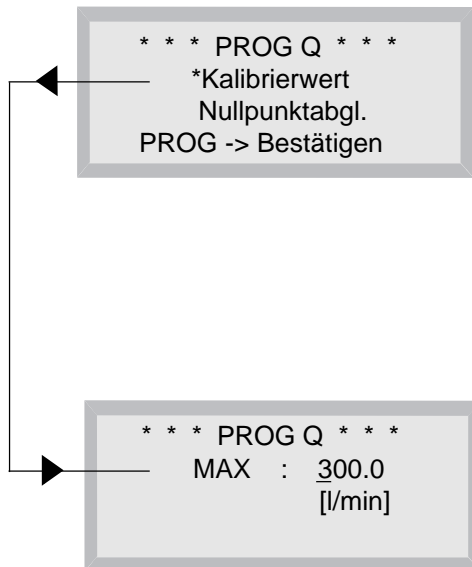 * * * PROG Q * * *
*Kalibrierwert
Nullpunktabgl.
PROG -> Bestätigen
* * * PROG Q * * *
MAX : 300.0
[l/min]